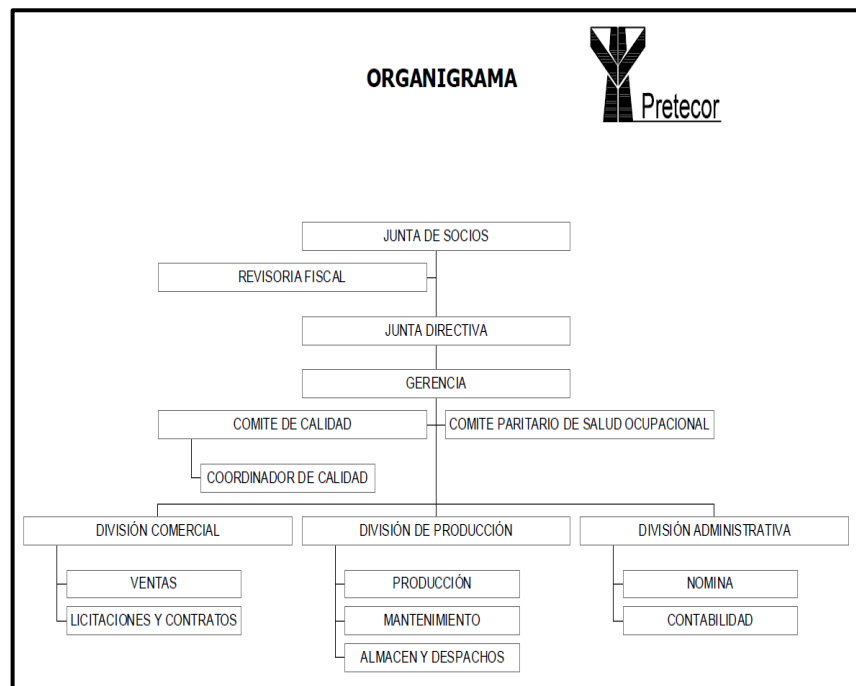 ORGANIGRAMA
Pretecor
JUNTA DE SOCIOS
REVISORIA FISCAL
JUNTA DIRECTIVA
GERENCIA
COMITE DE CALIDAD
COMITE PARITARIO DE SALUD OCUPACIONAL
COORDINADOR DE CALIDAD
DIVISIÓN COMERCIAL
DIVISIÓN DE PRODUCCIÓN
DIVISIÓN ADMINISTRATIVA
VENTAS
PRODUCCIÓN
NOMINA
LICITACIONES Y CONTRATOS
MANTENIMIENTO
CONTABILIDAD
ALMACEN Y DESPACHOS